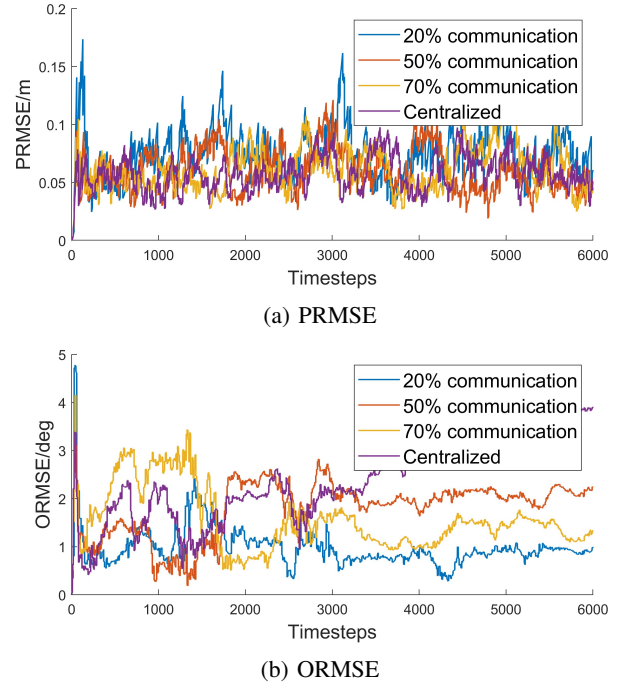 0.2
0.15
0.1
0.05
0
PRMSE/m
20% communication
50% communication
70% communication
Centralized
0 1000 2000 3000 4000 5000 6000
Timesteps
(a) PRMSE
5
4
3
2
1
0
ORMSE/deg
20% communication
50% communication
70% communication
Centralized
0 1000 2000 3000 4000 5000 6000
Timesteps
(b) ORMSE